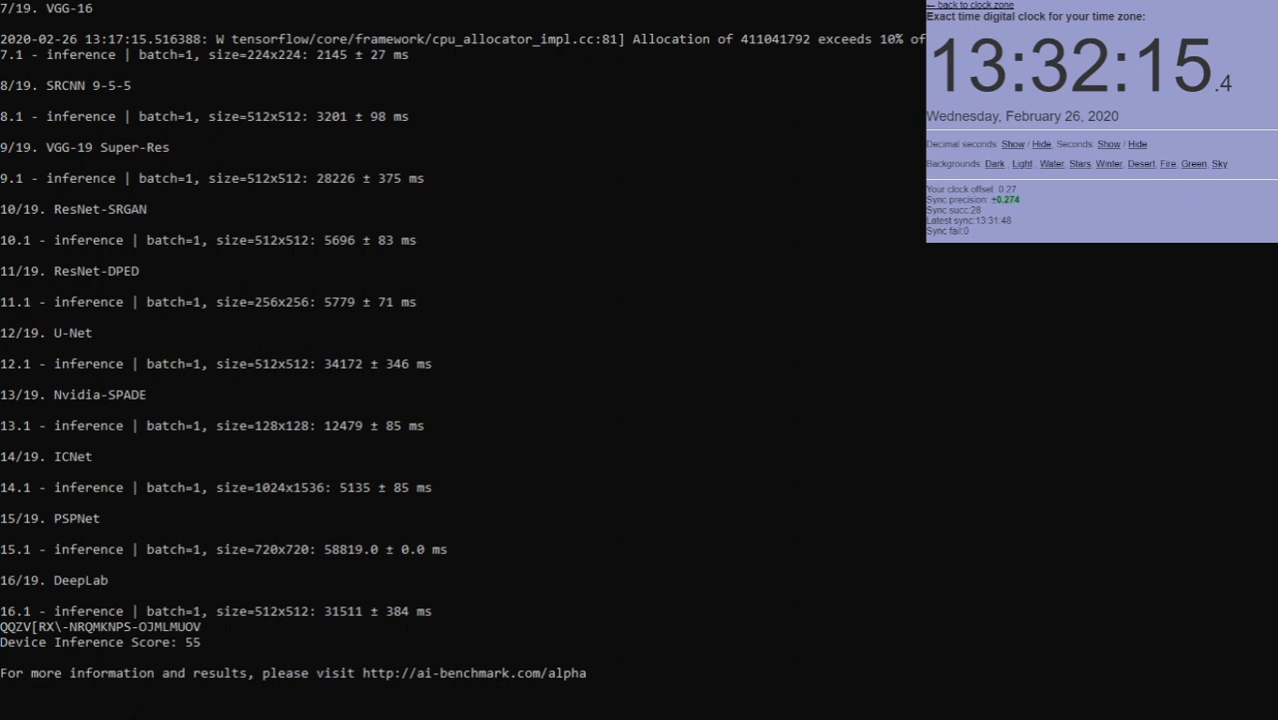 7/19. VGG-16
2020-02-26 13:17:15.516388: W tensorflow/core/framework/cpu_allocator_impl.cc:81] Allocation of 411041792 exceeds 10% of
7.1 - inference | batch=1, size=224x224: 2145 ± 27 ms
8/19. SRCNN 9-5-5
8.1 - inference | batch=1, size=512x512: 3201 ± 98 ms
9/19. VGG-19 Super-Res
9.1 - inference | batch=1, size=512x512: 28226 ± 375 ms
10/19. ResNet-SRGAN
10.1 - inference | batch=1, size=512x512: 5696 ± 83 ms
11/19. ResNet-DPED
11.1 - inference | batch=1, size=256x256: 5779 ± 71 ms
12/19. U-Net
12.1 - inference | batch=1, size=512x512: 34172 ± 346 ms
13/19. Nvidia-SPADE
13.1 - inference | batch=1, size=128x128: 12479 ± 85 ms
14/19. ICNet
14.1 - inference | batch=1, size=1024x1536: 5135 ± 85 ms
15/19. PSPNet
15.1 - inference | batch=1, size=720x720: 58819.0 ± 0.0 ms
16/19. DeepLab
16.1 - inference | batch=1, size=512x512: 31511 ± 384 ms
QQZV[RX\-NRQMKNPS-OJMLMUOV
Device Inference Score: 55
For more information and results, please visit http://ai-benchmark.com/alpha
← back to clock zone
Exact time digital clock for your time zone:
13:32:15.4
Wednesday, February 26, 2020
Decimal seconds: Show / Hide, Seconds: Show / Hide
Backgrounds: Dark, Light, Water, Stars, Winter, Desert, Fire, Green, Sky
Your clock offset: 0.27
Sync precision: ±0.274
Sync succ:28
Latest sync:13:31:48
Sync fail:0